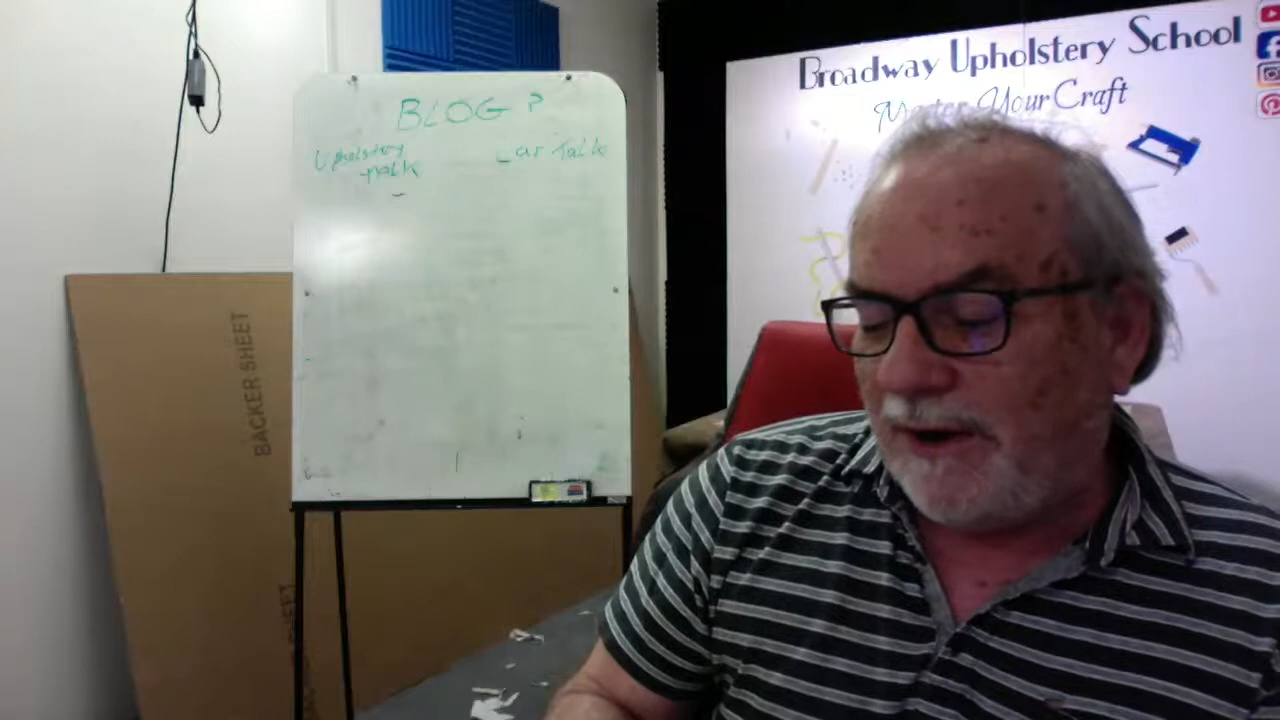 BLOG ?
Upholstery
talk
Car Talk
BACKER SHEET
Broadway Upholstery School
Master Your Craft